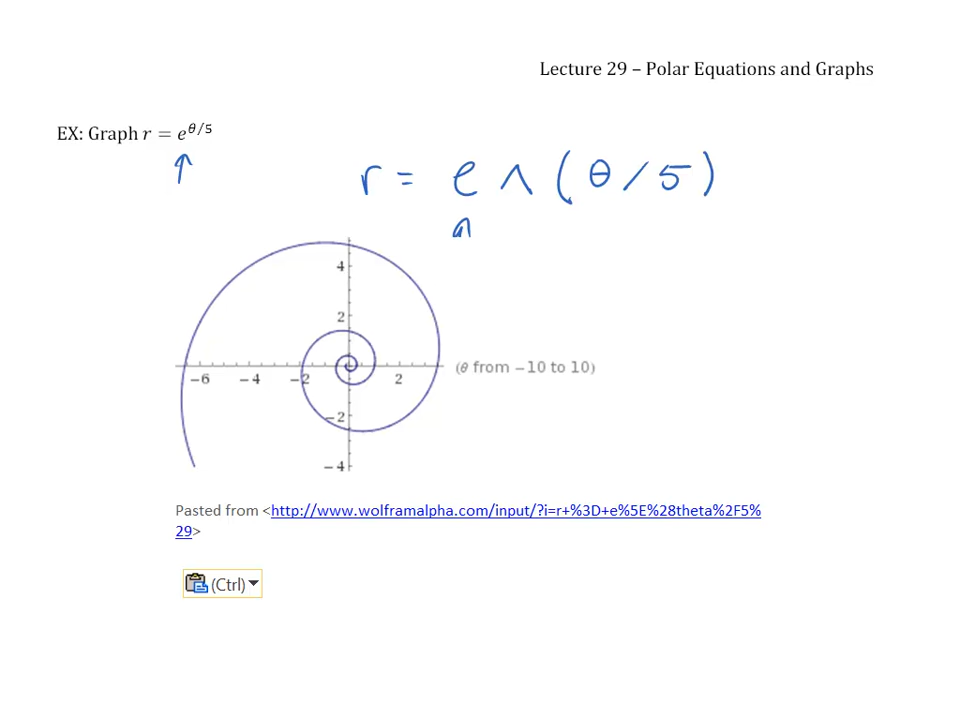 Lecture 29 – Polar Equations and Graphs
EX: Graph r = e^θ/5
r = e ^ (θ/5)
4
2
-6 -4 -2 2
(θ from −10 to 10)
-2
-4
Pasted from <http://www.wolframalpha.com/input/?i=r+%3D+e%5E%28theta%2F5%
29>
(Ctrl)